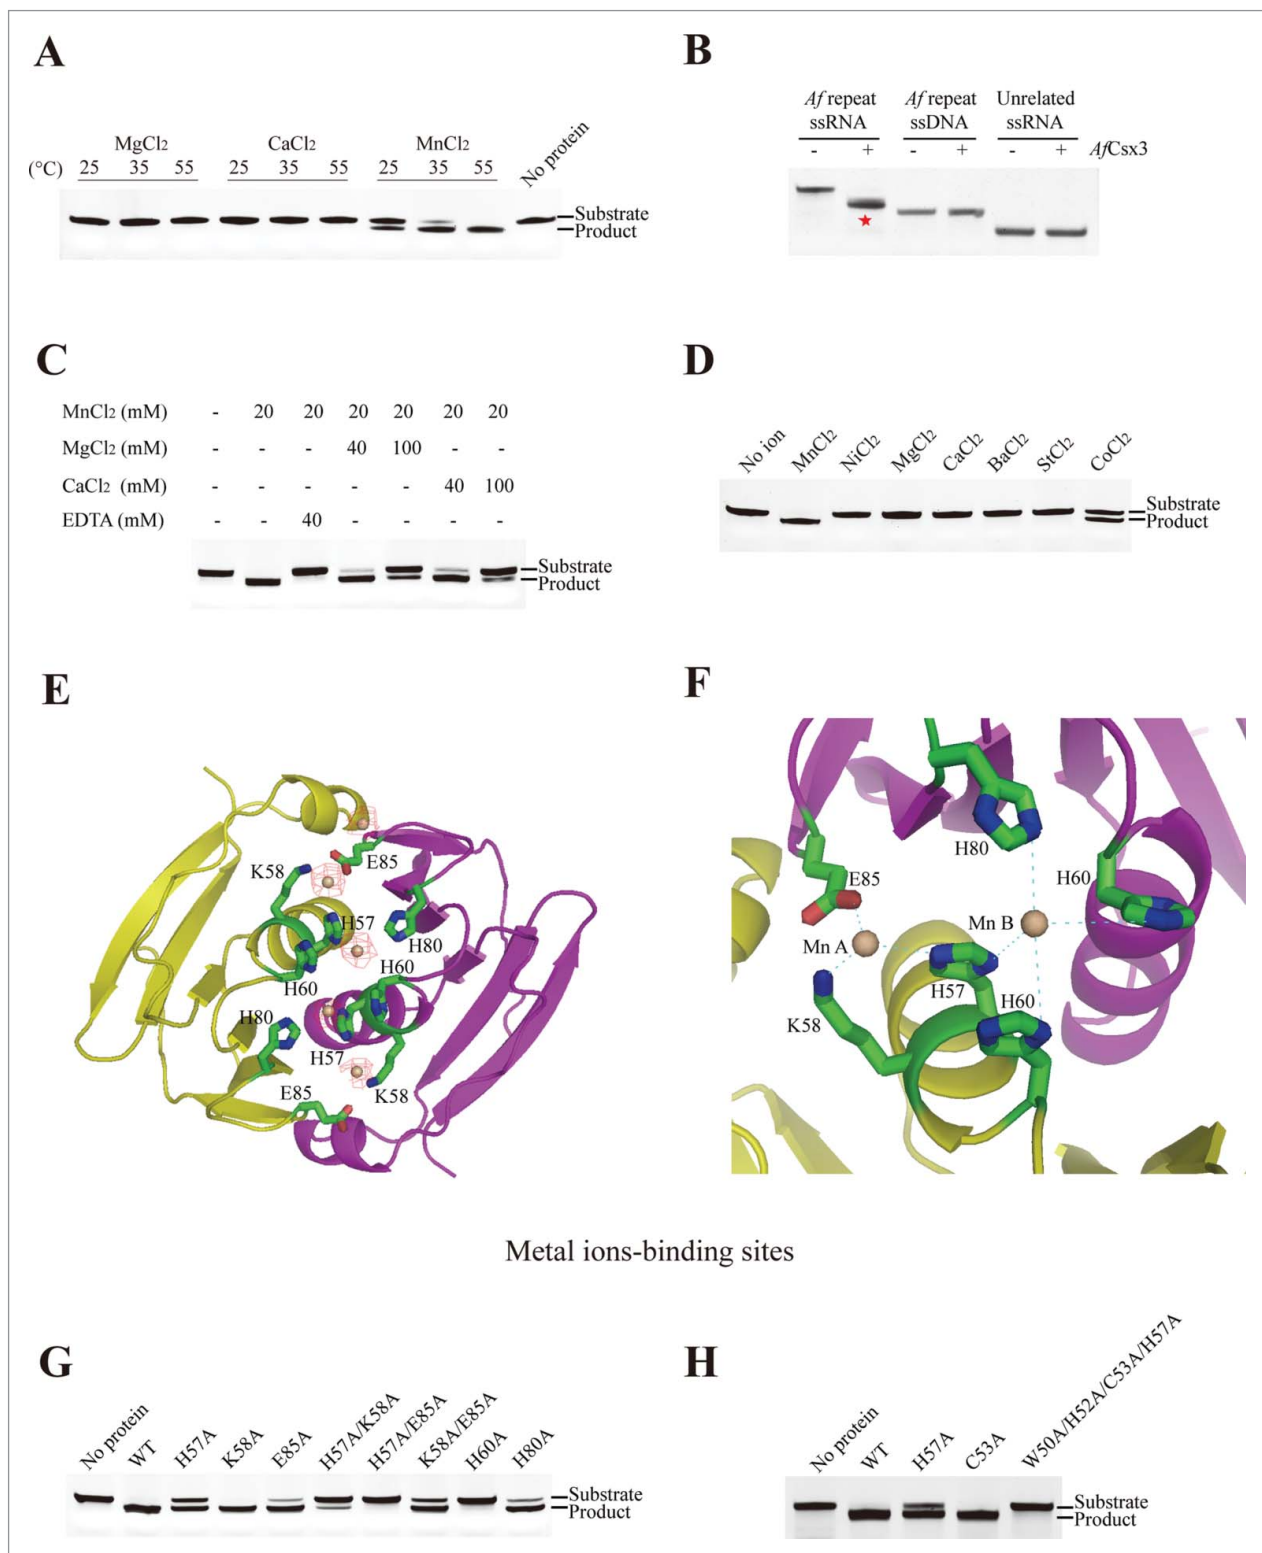 A
MgCl2 CaCl2 MnCl2 No protein
(°C) 25 35 55 25 35 55 25 35 55
Substrate
Product
B
Af repeat ssRNA
Af repeat ssDNA
Unrelated ssRNA
- + - + - + AfCsx3
C
MnCl2 (mM) - 20 20 20 20 20 20
MgCl2 (mM) - - - 40 100 - -
CaCl2 (mM) - - - - - 40 100
EDTA (mM) - - 40 - - - -
Substrate
Product
D
No ion MnCl2 NiCl2 MgCl2 CaCl2 BaCl2 StCl2 CoCl2
Substrate
Product
E
E85
K58
H57
H80
H60
H60
H80
H57
E85
K58
F
H80
E85
H60
Mn B
Mn A
H57
H60
K58
Metal ions-binding sites
G
No protein WT H57A K58A E85A H57A/K58A H57A/E85A K58A/E85A H60A H80A
Substrate
Product
H
No protein WT H57A C53A W50A/H52A/C53A/H57A
Substrate
Product